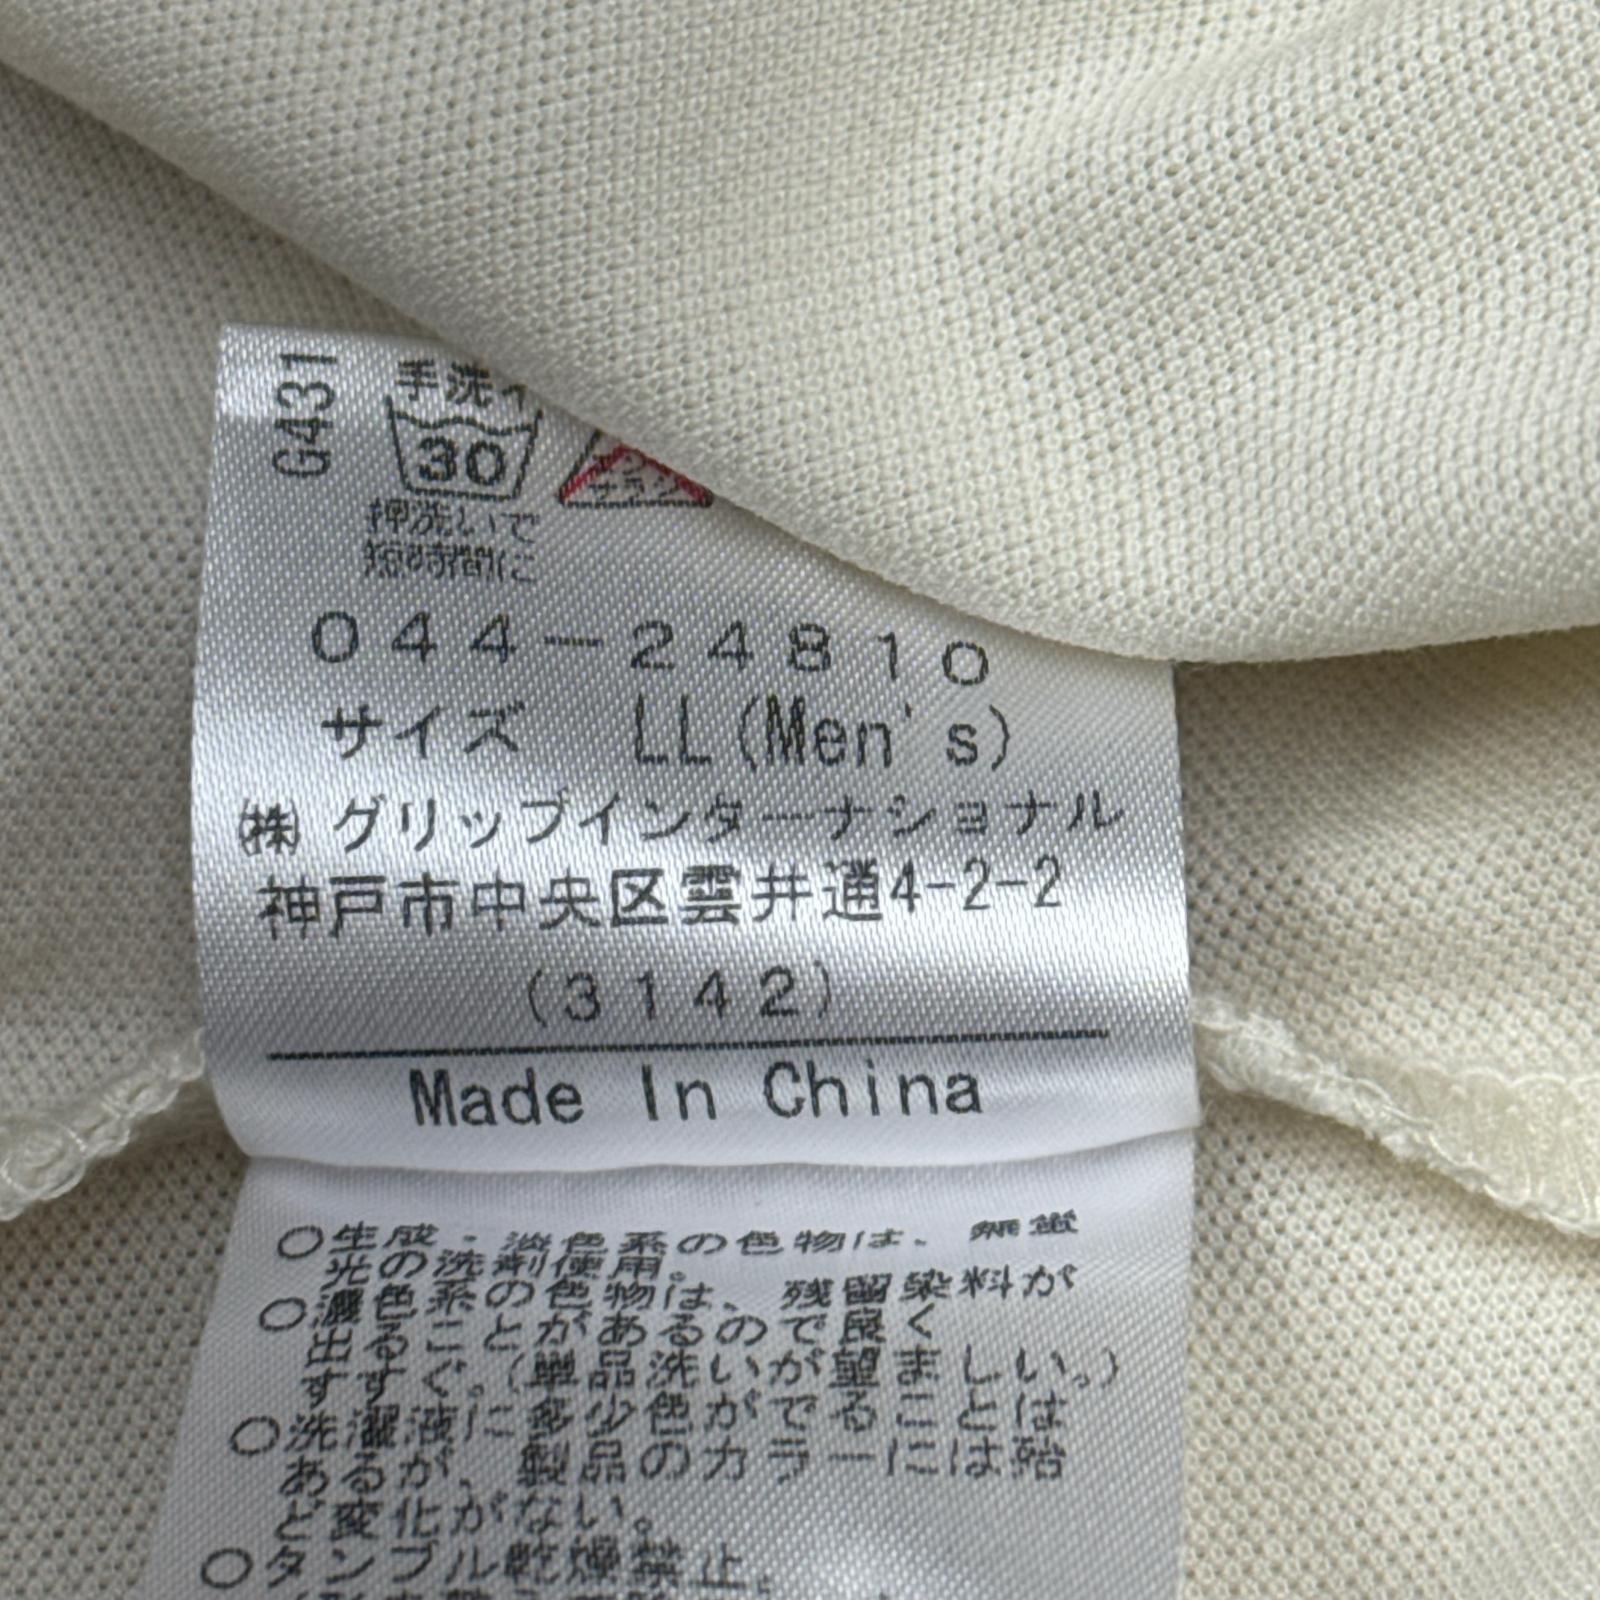 G431
手洗イ
30
エンソ
サラシ
押洗いで
短時間に
044-24810
サイズ LL(Men's)
㈱ グリップインターナショナル
神戸市中央区雲井通4-2-2
(3142)
Made In China
○生成・淡色系の色物は、無蛍
光の洗剤使用。
○濃色系の色物は、残留染料が
出ることがあるので良く
すすぐ。(単品洗いが望ましい。)
○洗濯液に多少色がでることは
あるが、製品のカラーには殆
ど変化がない。
○タンブル乾燥禁止。